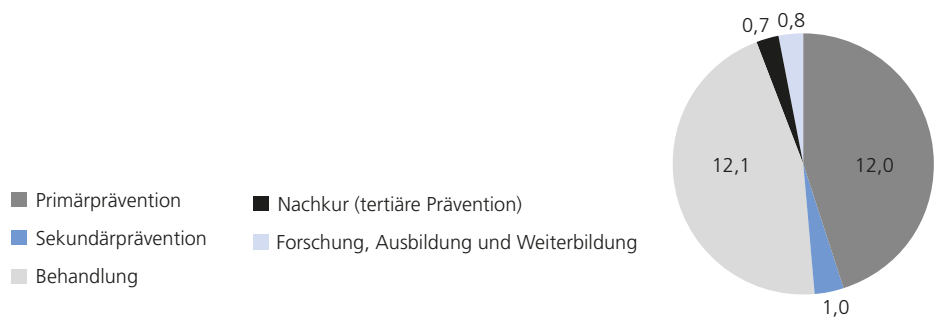 0,7 0,8
12,1
12,0
1,0
Primärprävention
Sekundärprävention
Behandlung
Nachkur (tertiäre Prävention)
Forschung, Ausbildung und Weiterbildung